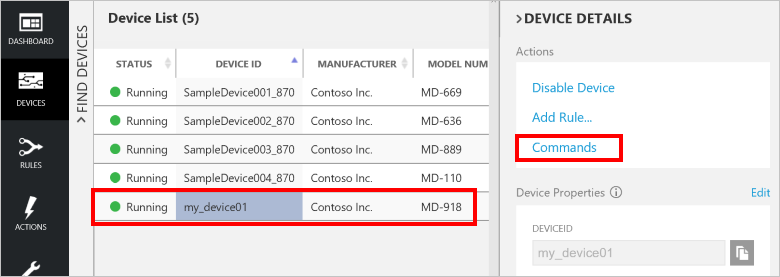 DASHBOARD
DEVICES
RULES
ACTIONS
FIND DEVICES
Device List (5)
STATUS DEVICE ID MANUFACTURER MODEL NUM
Running SampleDevice001_870 Contoso Inc. MD-669
Running SampleDevice002_870 Contoso Inc. MD-636
Running SampleDevice003_870 Contoso Inc. MD-889
Running SampleDevice004_870 Contoso Inc. MD-110
Running my_device01 Contoso Inc. MD-918
DEVICE DETAILS
Actions
Disable Device
Add Rule...
Commands
Device Properties Edit
DEVICEID
my_device01